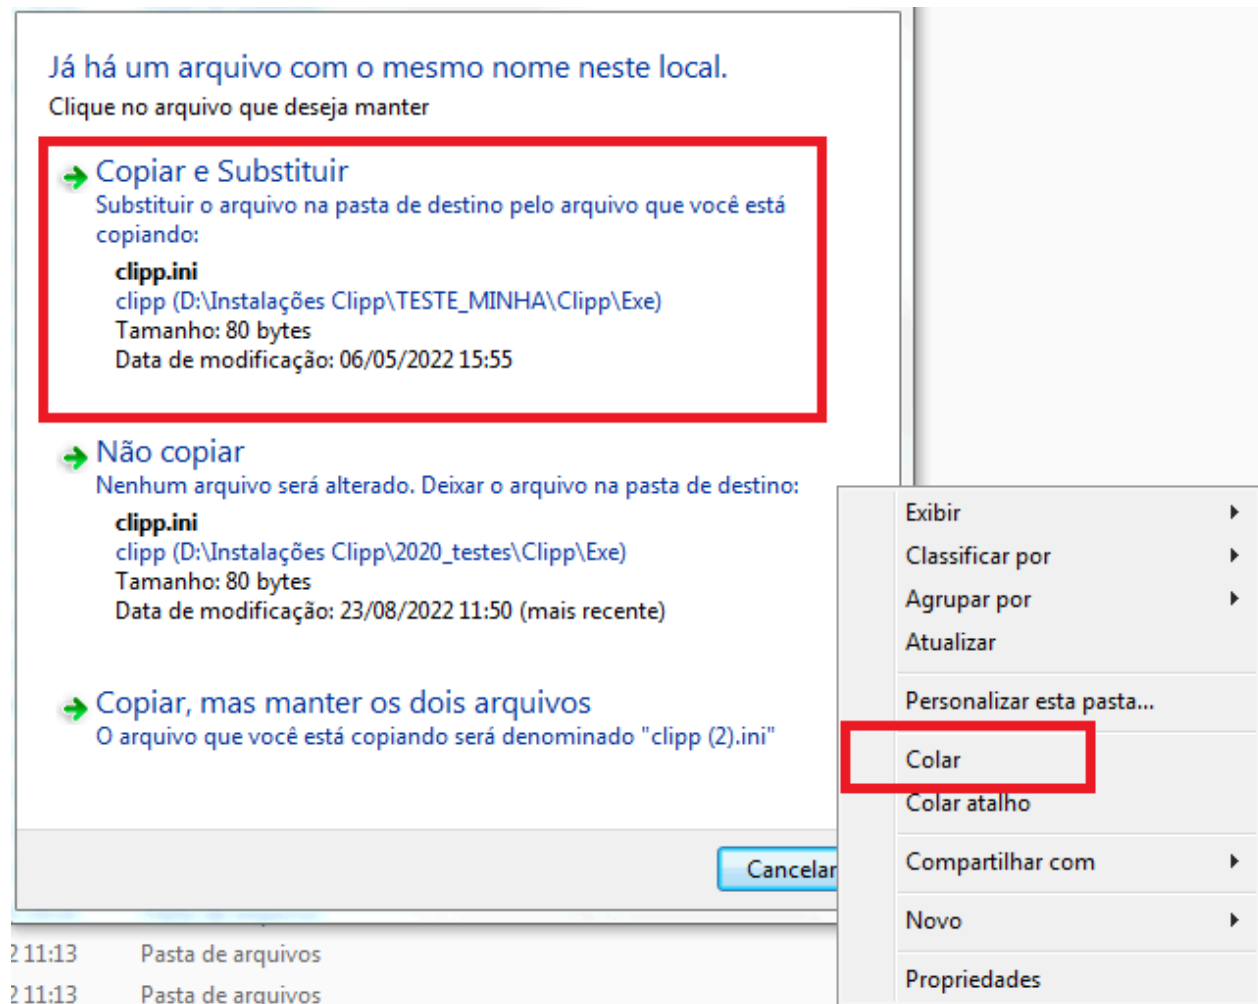 Já há um arquivo com o mesmo nome neste local.
Clique no arquivo que deseja manter
Copiar e Substituir
Substituir o arquivo na pasta de destino pelo arquivo que você está
copiando:
clipp.ini
clipp (D:\Instalações Clipp\TESTE_MINHA\Clipp\Exe)
Tamanho: 80 bytes
Data de modificação: 06/05/2022 15:55
Não copiar
Nenhum arquivo será alterado. Deixar o arquivo na pasta de destino:
clipp.ini
clipp (D:\Instalações Clipp\2020_testes\Clipp\Exe)
Tamanho: 80 bytes
Data de modificação: 23/08/2022 11:50 (mais recente)
Copiar, mas manter os dois arquivos
O arquivo que você está copiando será denominado "clipp (2).ini"
Cancelar
2 11:13 Pasta de arquivos
2 11:13 Pasta de arquivos
Exibir
Classificar por
Agrupar por
Atualizar
Personalizar esta pasta...
Colar
Colar atalho
Compartilhar com
Novo
Propriedades